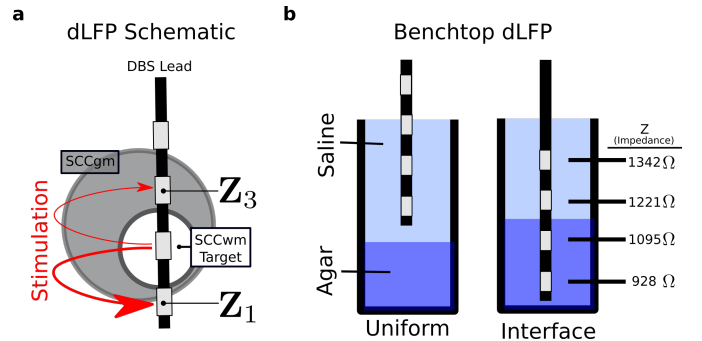 a
dLFP Schematic
DBS Lead
SCCgm
Z3
SCCwm
Target
Stimulation
Z1
b
Benchtop dLFP
Saline
Agar
Uniform
Interface
Z
(Impedance)
1342 Ω
1221Ω
1095Ω
928 Ω